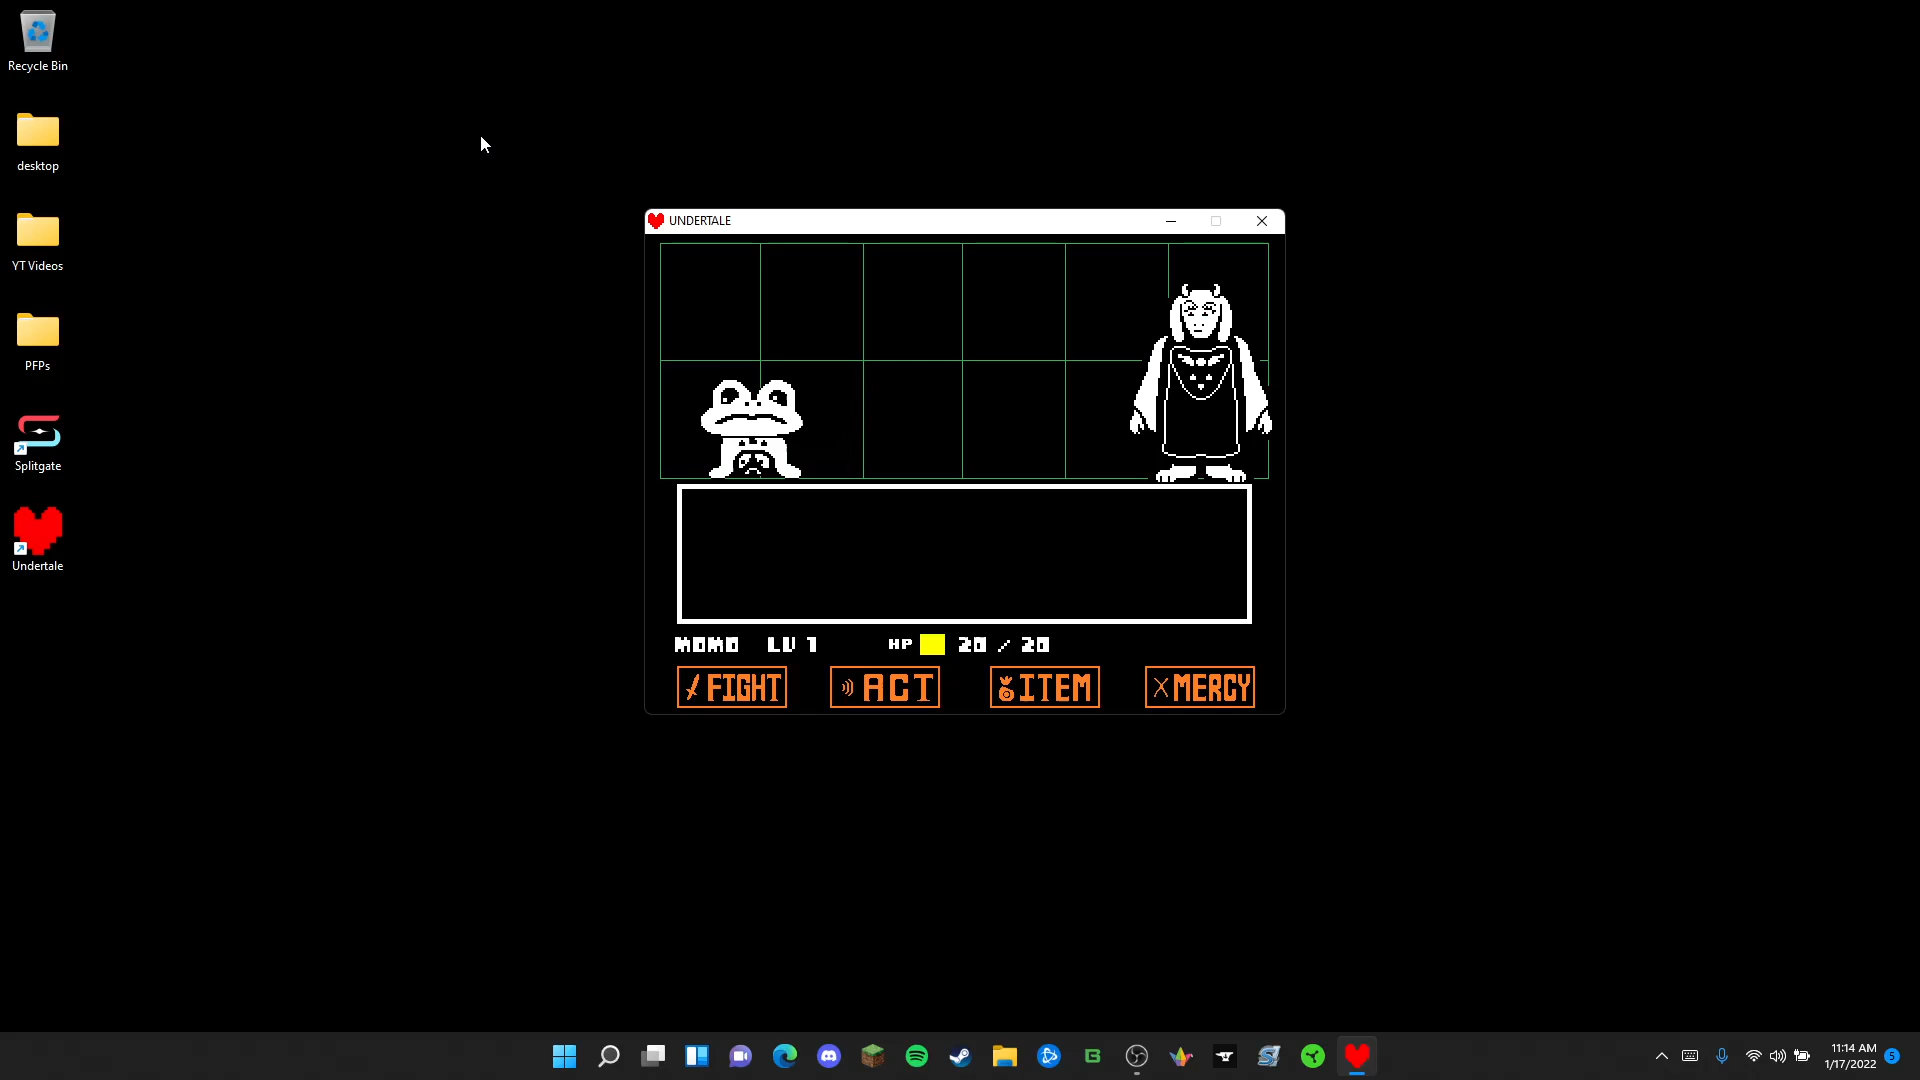 Recycle Bin
desktop
YT Videos
PFPs
Splitgate
Undertale
UNDERTALE
MOMO LV 1 HP 20 / 20
FIGHT ACT ITEM MERCY
11:14 AM
1/17/2022
5